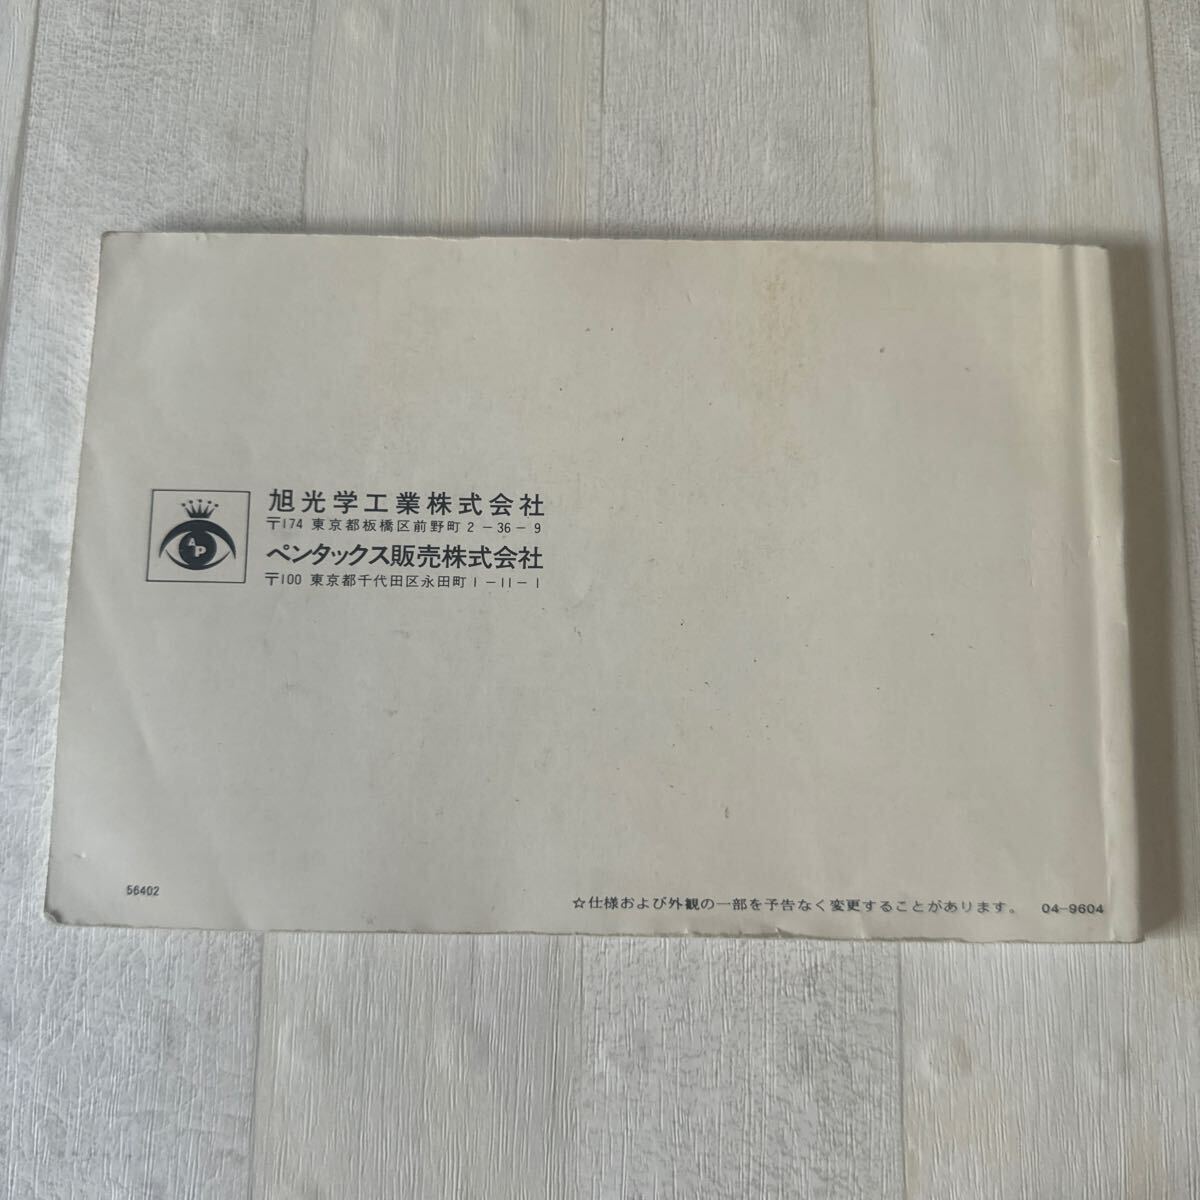 AP
旭光学工業株式会社
〒174 東京都板橋区前野町2-36-9
ペンタックス販売株式会社
〒100 東京都千代田区永田町1-11-1
56402
☆仕様および外観の一部を予告なく変更することがあります。 04-9604